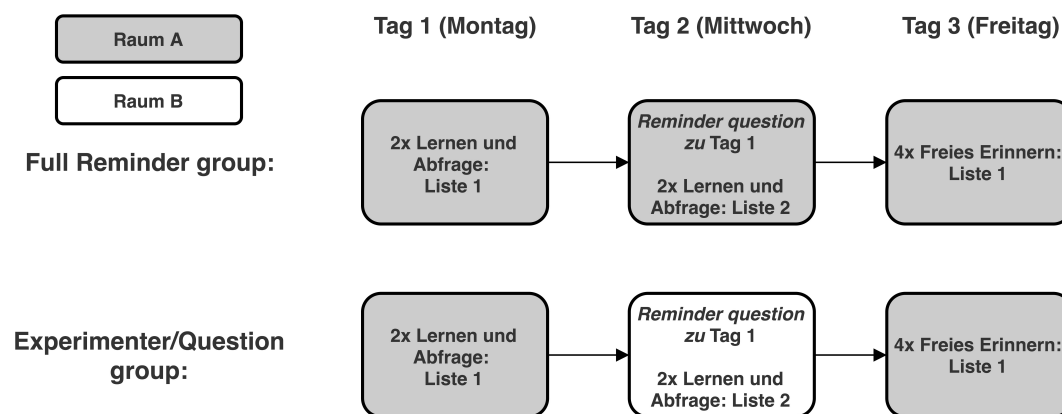 Raum A
Raum B
Tag 1 (Montag)
Tag 2 (Mittwoch)
Tag 3 (Freitag)
Full Reminder group:
2x Lernen und
Abfrage:
Liste 1
Reminder question
zu Tag 1
2x Lernen und
Abfrage: Liste 2
4x Freies Erinnern:
Liste 1
Experimenter/Question
group:
2x Lernen und
Abfrage:
Liste 1
Reminder question
zu Tag 1
2x Lernen und
Abfrage: Liste 2
4x Freies Erinnern:
Liste 1